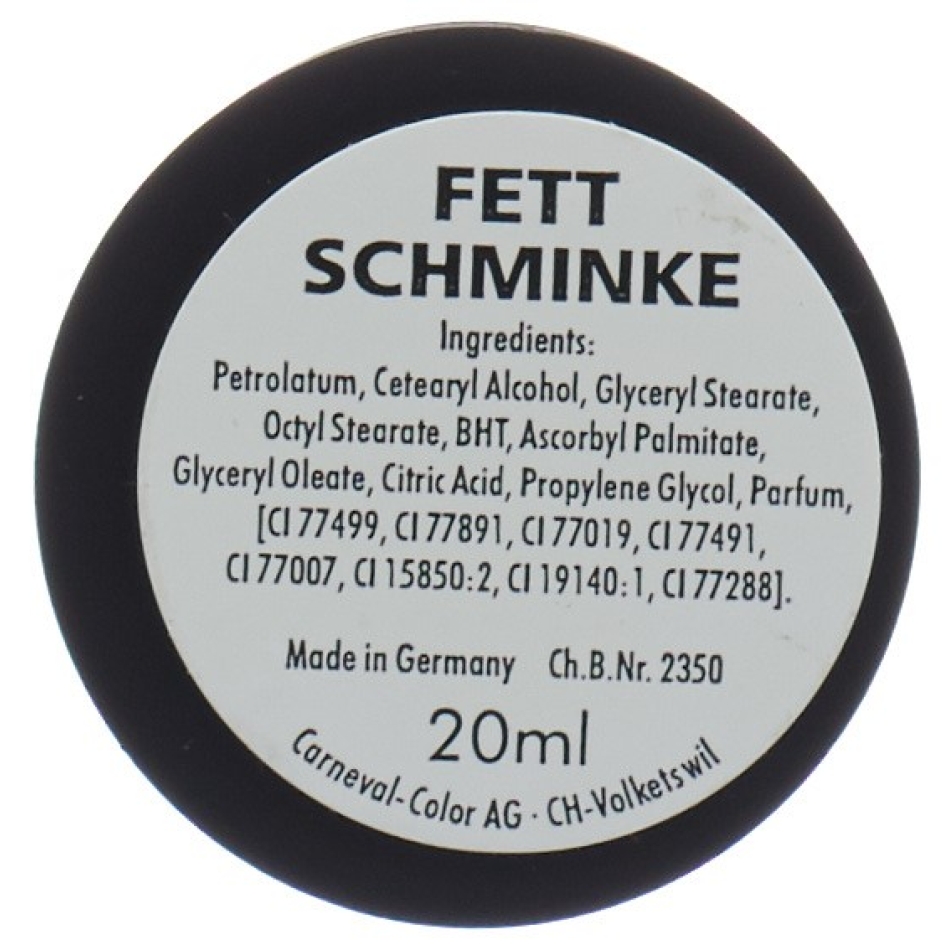 FETT
SCHMINKE
Ingredients:
Petrolatum, Cetearyl Alcohol, Glyceryl Stearate,
Octyl Stearate, BHT, Ascorbyl Palmitate,
Glyceryl Oleate, Citric Acid, Propylene Glycol, Parfum,
[CI 77499, CI 77891, CI 77019, CI 77491,
CI 77007, CI 15850:2, CI 19140:1, CI 77288].
Made in Germany Ch.B.Nr. 2350
20ml
Carneval-Color AG · CH-Volketswil